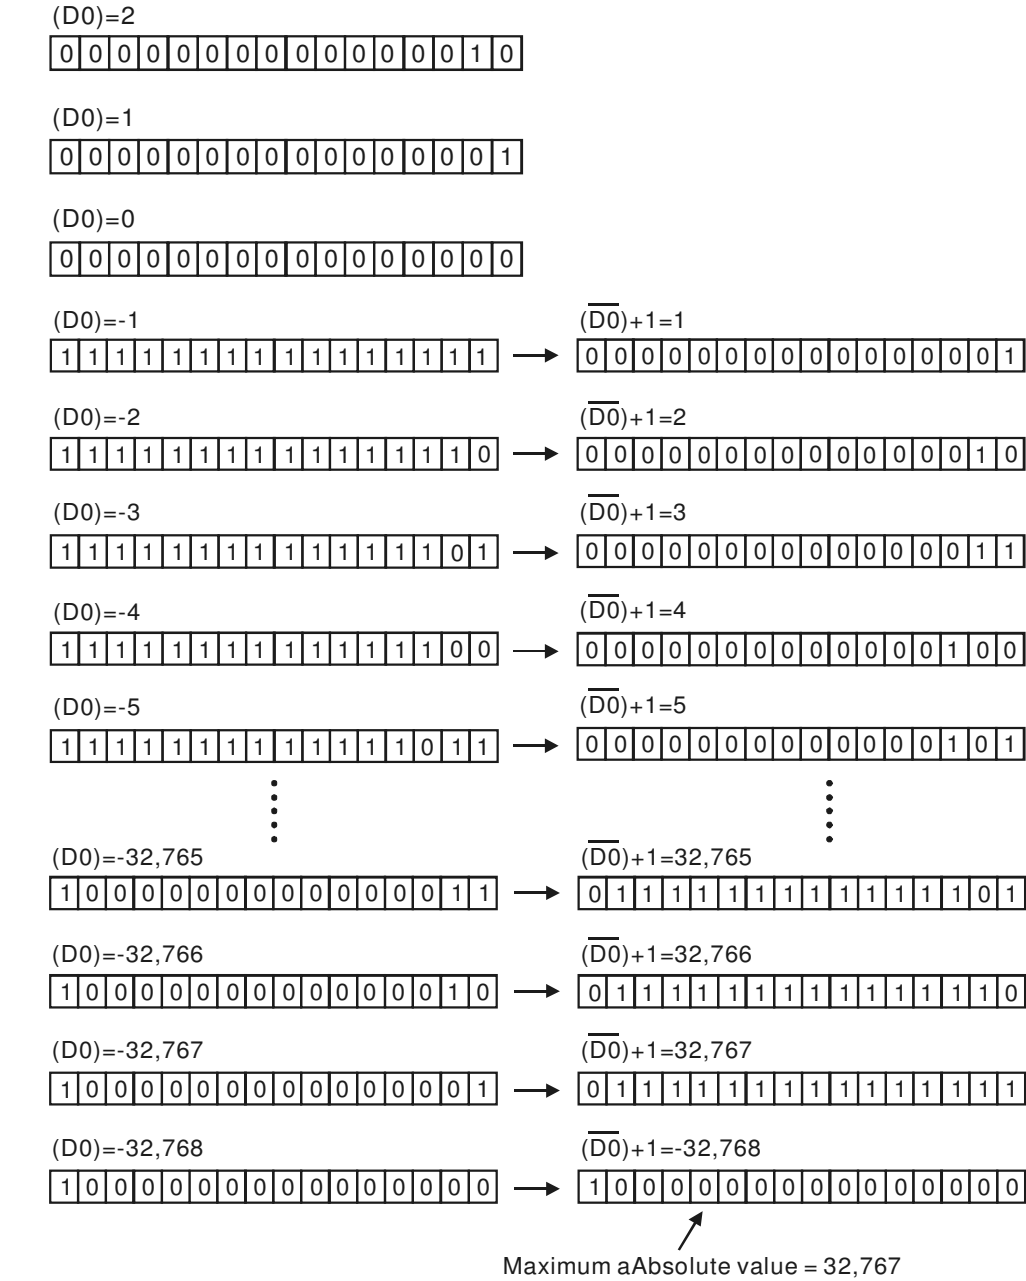 (D0)=2
0 0 0 0 0 0 0 0 0 0 0 0 0 0 1 0
(D0)=1
0 0 0 0 0 0 0 0 0 0 0 0 0 0 0 1
(D0)=0
0 0 0 0 0 0 0 0 0 0 0 0 0 0 0 0
(D0)=-1 (D̅0̅)+1=1
1 1 1 1 1 1 1 1 1 1 1 1 1 1 1 1 → 0 0 0 0 0 0 0 0 0 0 0 0 0 0 0 1
(D0)=-2 (D̅0̅)+1=2
1 1 1 1 1 1 1 1 1 1 1 1 1 1 1 0 → 0 0 0 0 0 0 0 0 0 0 0 0 0 0 1 0
(D0)=-3 (D̅0̅)+1=3
1 1 1 1 1 1 1 1 1 1 1 1 1 1 0 1 → 0 0 0 0 0 0 0 0 0 0 0 0 0 0 1 1
(D0)=-4 (D̅0̅)+1=4
1 1 1 1 1 1 1 1 1 1 1 1 1 1 0 0 → 0 0 0 0 0 0 0 0 0 0 0 0 0 1 0 0
(D0)=-5 (D̅0̅)+1=5
1 1 1 1 1 1 1 1 1 1 1 1 1 0 1 1 → 0 0 0 0 0 0 0 0 0 0 0 0 0 1 0 1
(D0)=-32,765 (D̅0̅)+1=32,765
1 0 0 0 0 0 0 0 0 0 0 0 0 0 1 1 → 0 1 1 1 1 1 1 1 1 1 1 1 1 1 0 1
(D0)=-32,766 (D̅0̅)+1=32,766
1 0 0 0 0 0 0 0 0 0 0 0 0 0 1 0 → 0 1 1 1 1 1 1 1 1 1 1 1 1 1 1 0
(D0)=-32,767 (D̅0̅)+1=32,767
1 0 0 0 0 0 0 0 0 0 0 0 0 0 0 1 → 0 1 1 1 1 1 1 1 1 1 1 1 1 1 1 1
(D0)=-32,768 (D̅0̅)+1=-32,768
1 0 0 0 0 0 0 0 0 0 0 0 0 0 0 0 → 1 0 0 0 0 0 0 0 0 0 0 0 0 0 0 0
Maximum aAbsolute value = 32,767